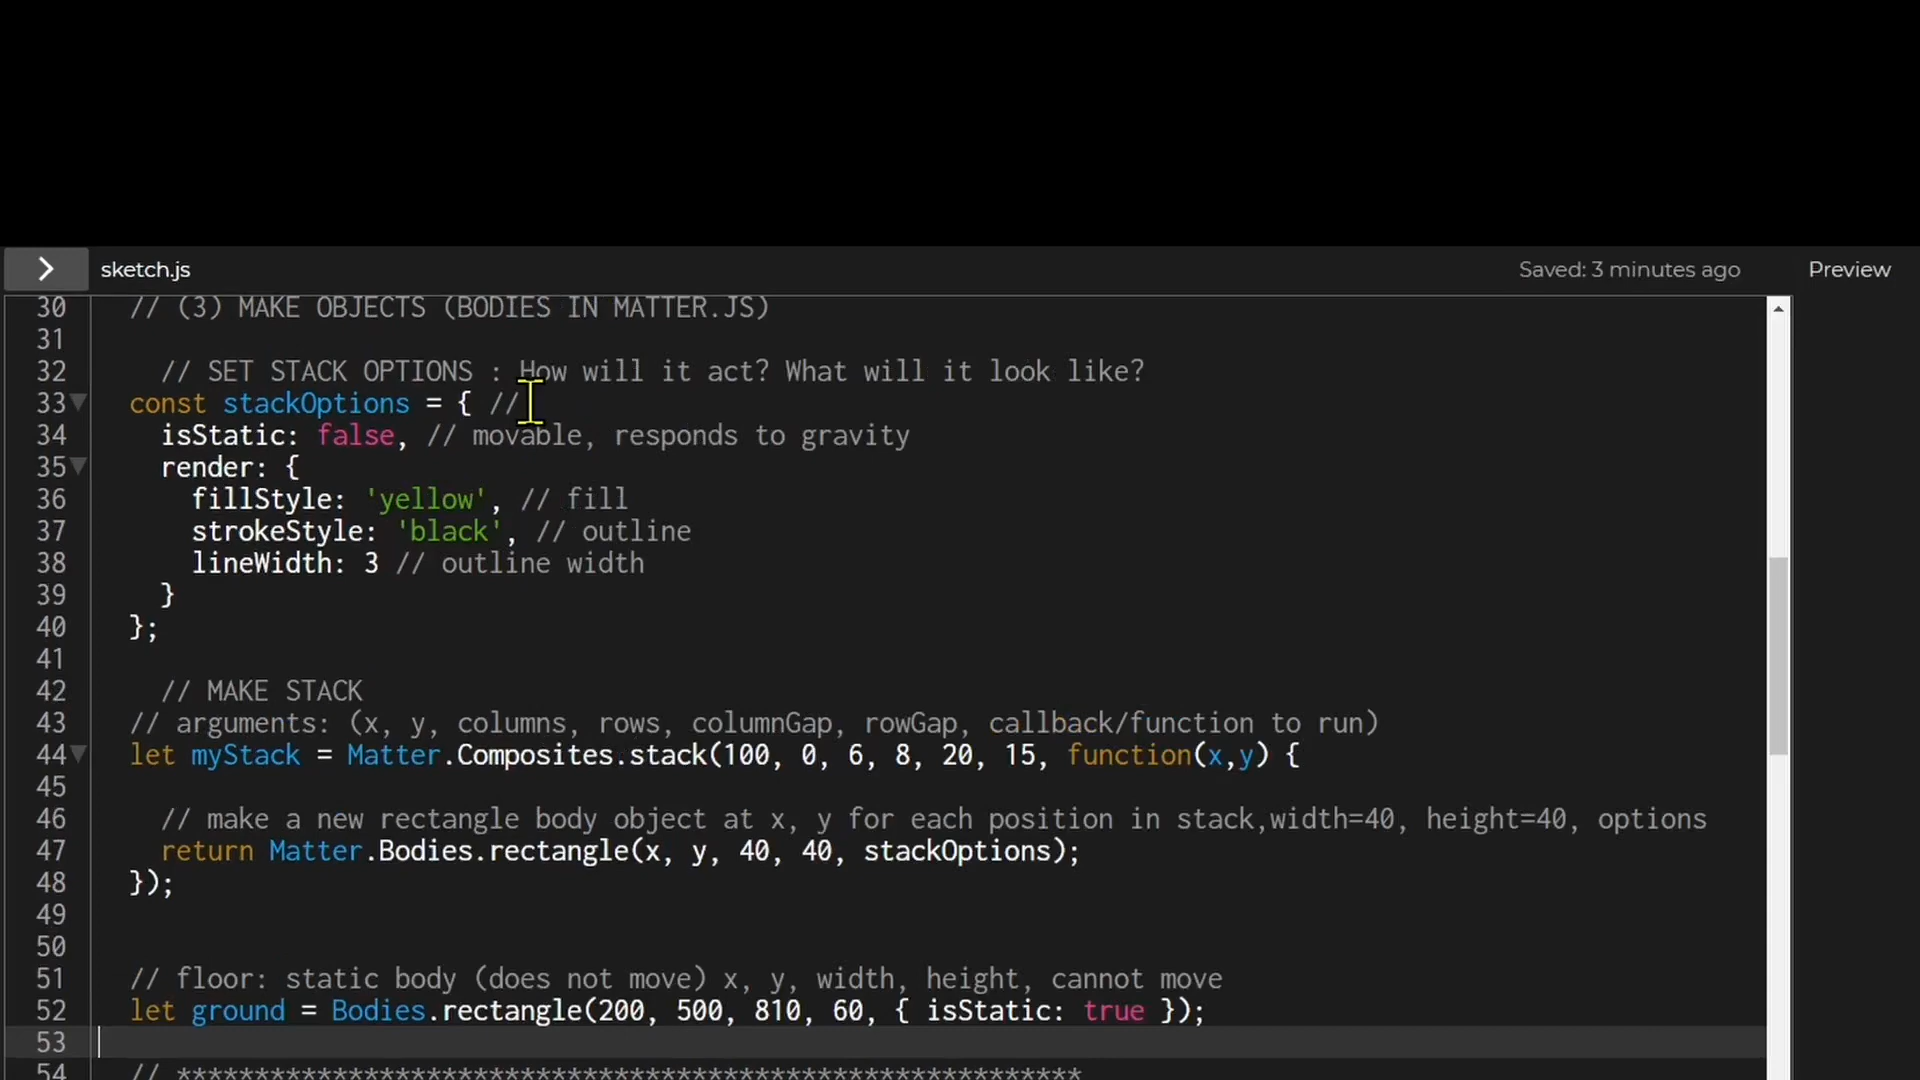 sketch.js
Saved: 3 minutes ago
Preview
30 // (3) MAKE OBJECTS (BODIES IN MATTER.JS)
31
32 // SET STACK OPTIONS : How will it act? What will it look like?
33 const stackOptions = { //
34 isStatic: false, // movable, responds to gravity
35 render: {
36 fillStyle: 'yellow', // fill
37 strokeStyle: 'black', // outline
38 lineWidth: 3 // outline width
39 }
40 };
41
42 // MAKE STACK
43 // arguments: (x, y, columns, rows, columnGap, rowGap, callback/function to run)
44 let myStack = Matter.Composites.stack(100, 0, 6, 8, 20, 15, function(x,y) {
45
46 // make a new rectangle body object at x, y for each position in stack,width=40, height=40, options
47 return Matter.Bodies.rectangle(x, y, 40, 40, stackOptions);
48 });
49
50
51 // floor: static body (does not move) x, y, width, height, cannot move
52 let ground = Bodies.rectangle(200, 500, 810, 60, { isStatic: true });
53
54 // **********************************************************